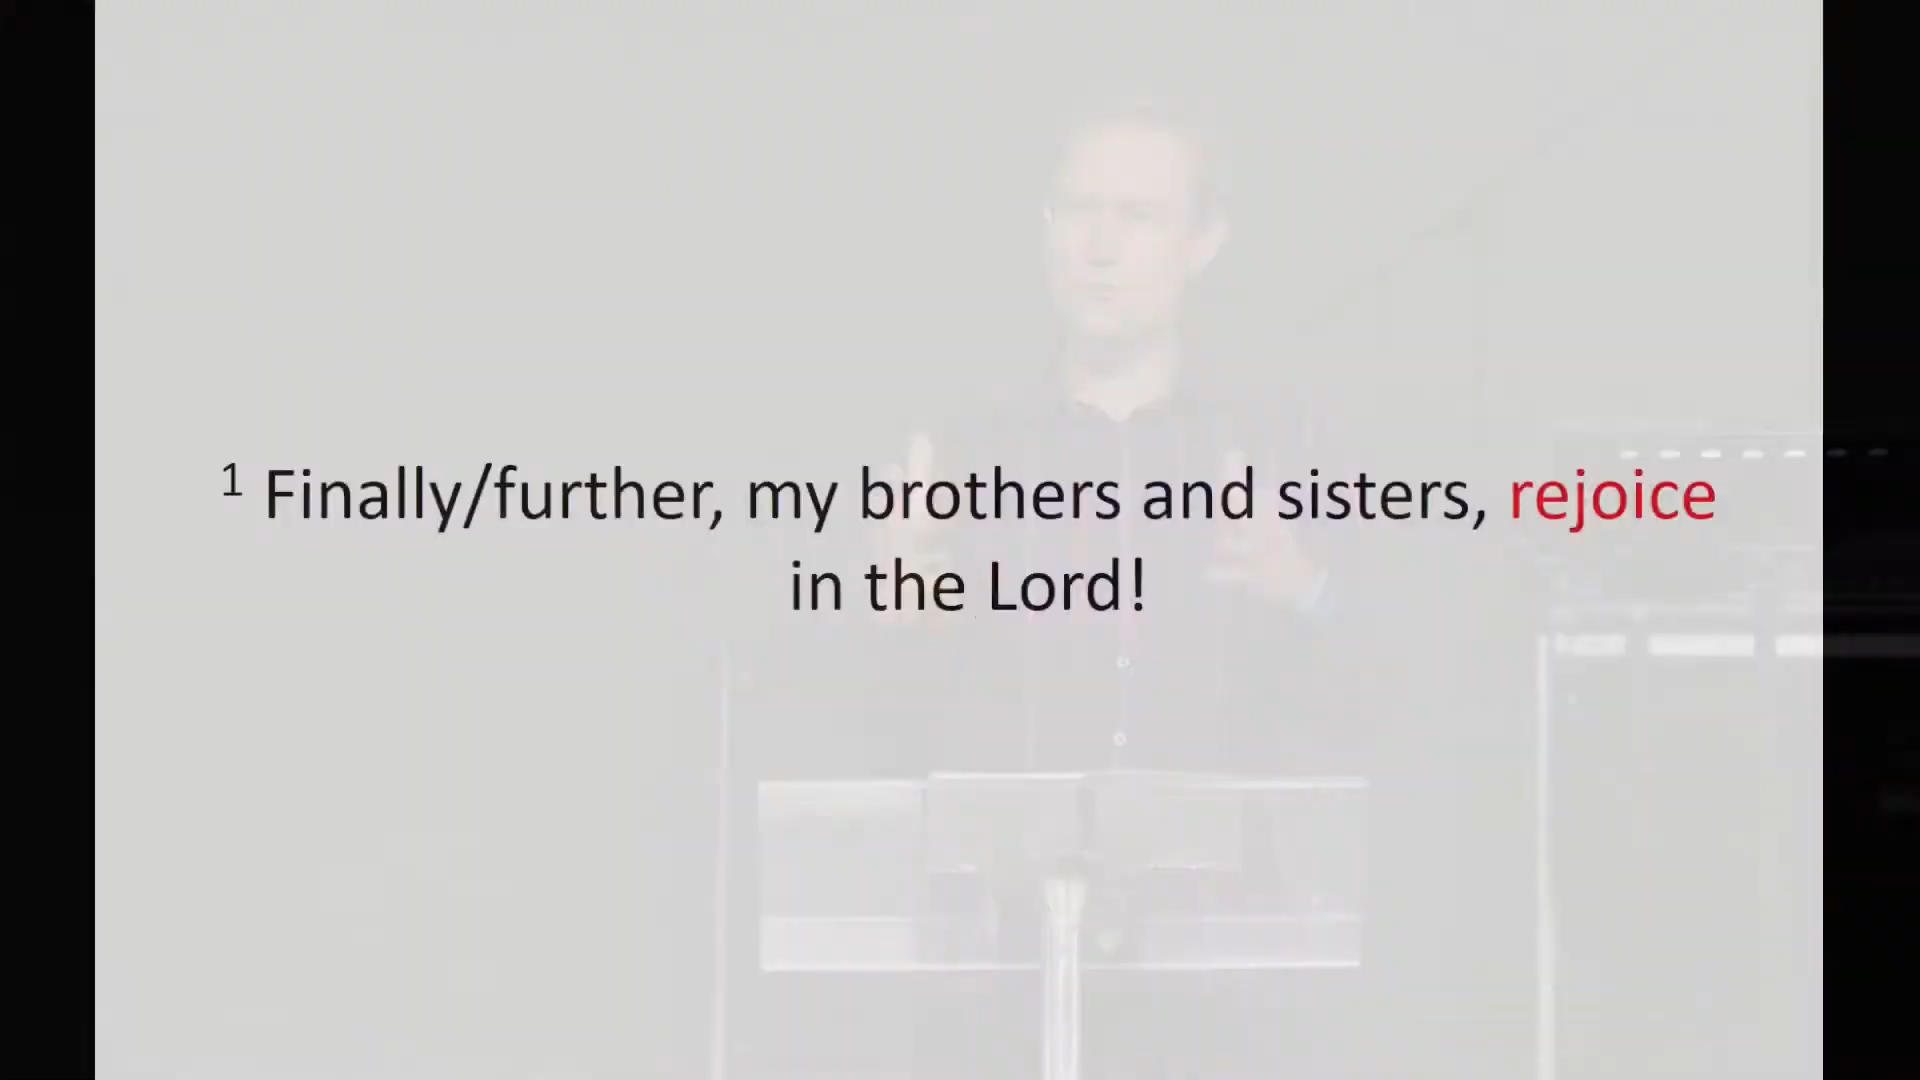 1 Finally/further, my brothers and sisters, rejoice
in the Lord!